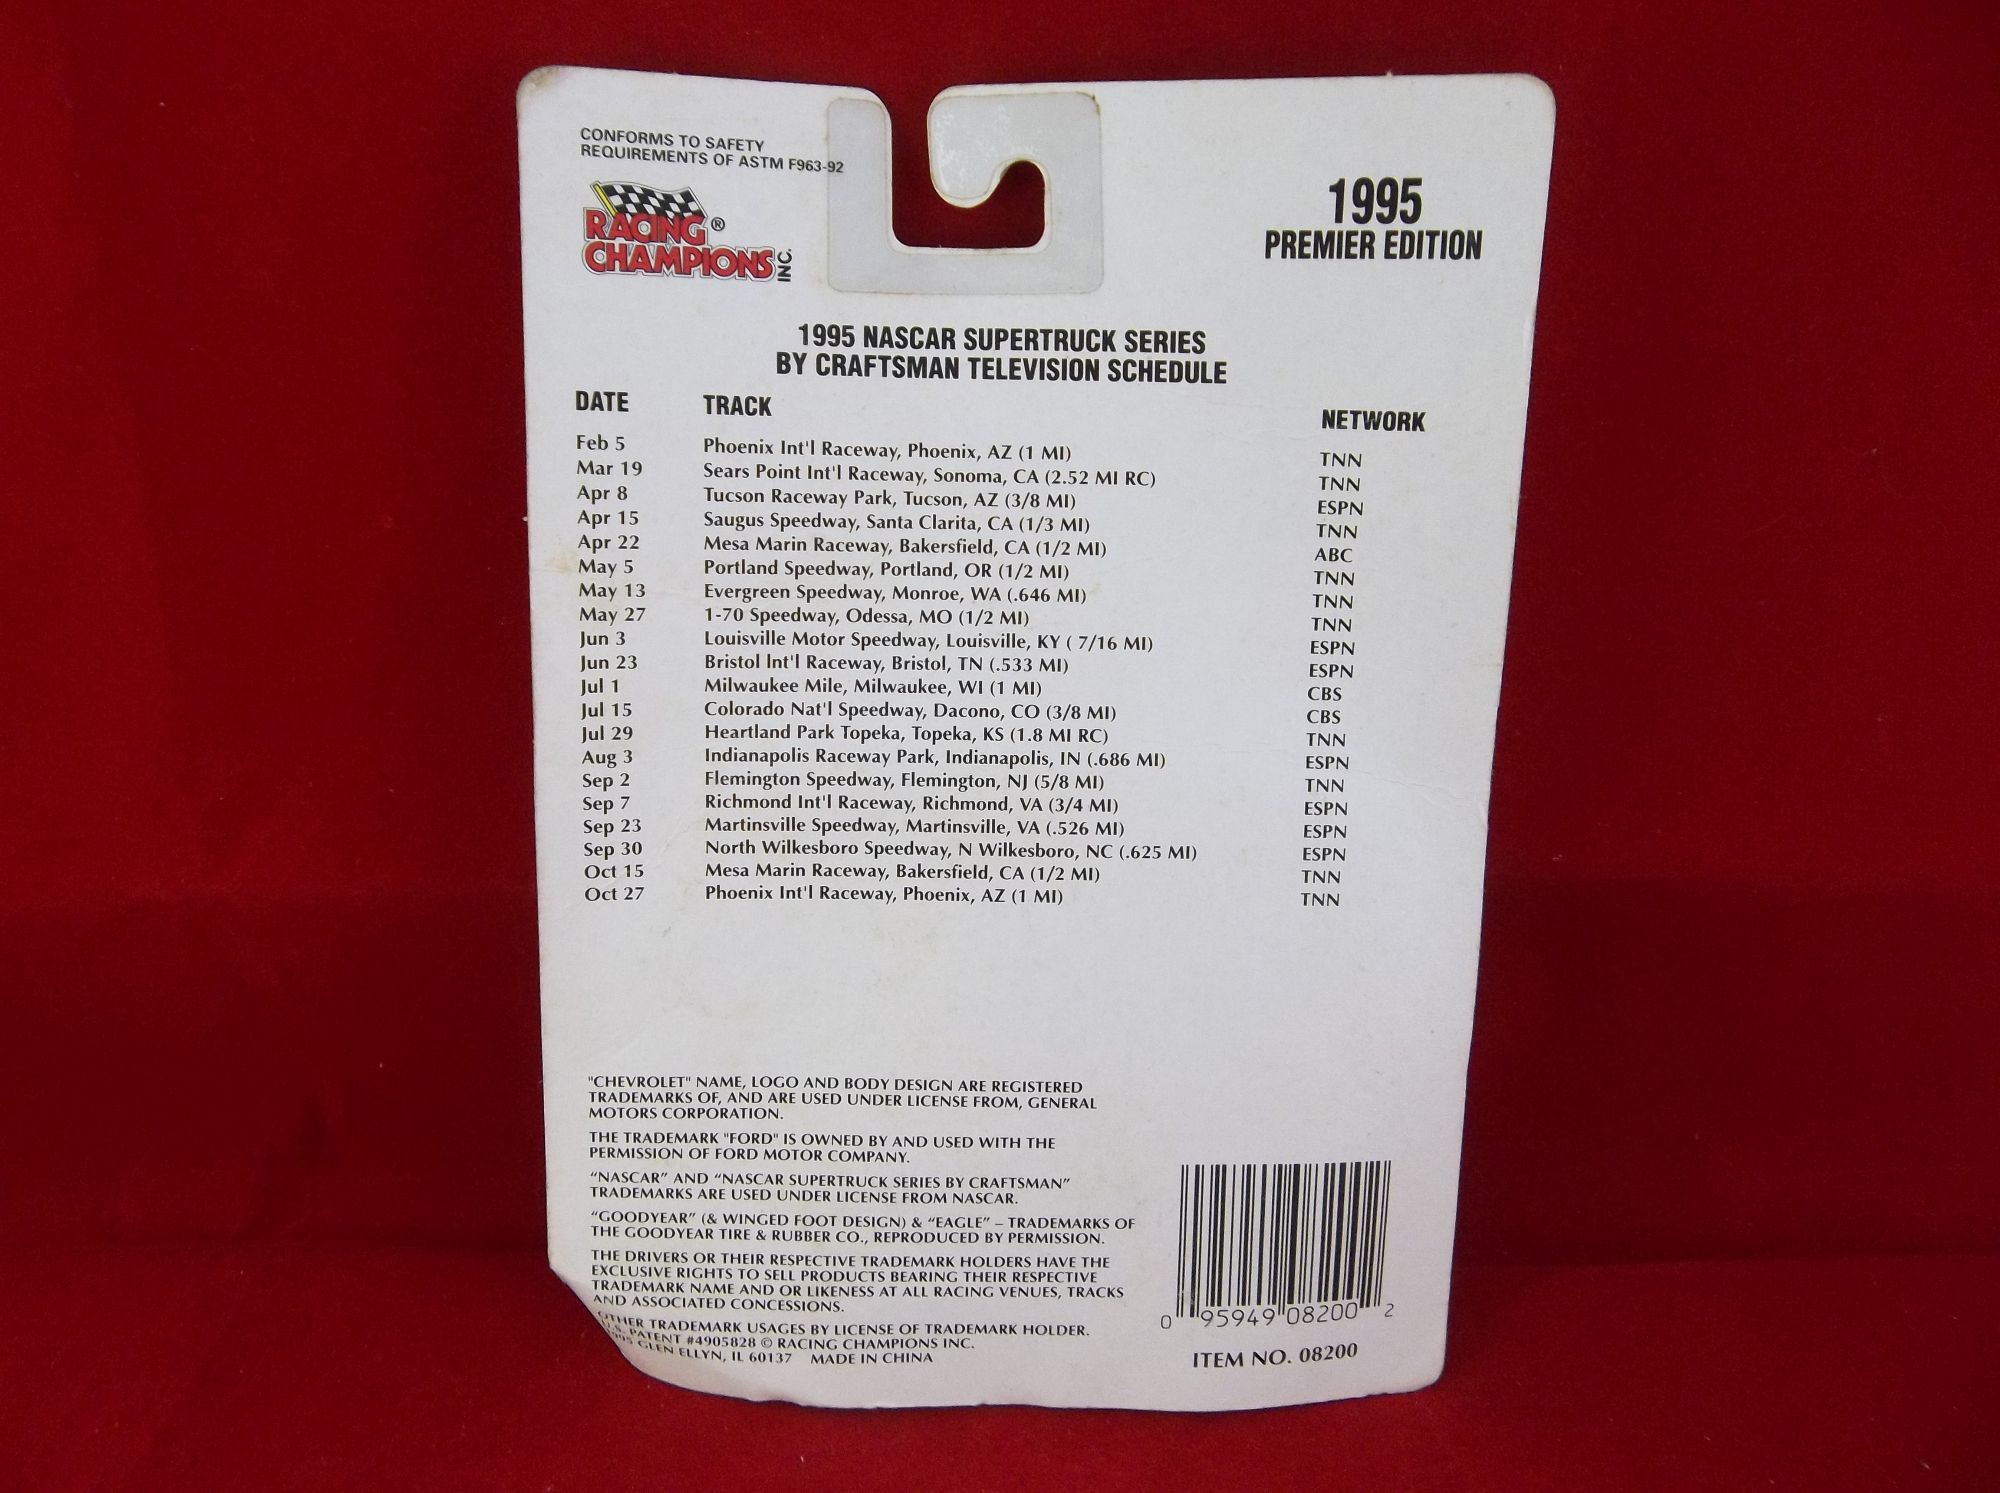 CONFORMS TO SAFETY
REQUIREMENTS OF ASTM F963-92
RACING ®
CHAMPIONS INC.
1995
PREMIER EDITION
1995 NASCAR SUPERTRUCK SERIES
BY CRAFTSMAN TELEVISION SCHEDULE
DATE TRACK NETWORK
Feb 5 Phoenix Int'l Raceway, Phoenix, AZ (1 MI) TNN
Mar 19 Sears Point Int'l Raceway, Sonoma, CA (2.52 MI RC) TNN
Apr 8 Tucson Raceway Park, Tucson, AZ (3/8 MI) ESPN
Apr 15 Saugus Speedway, Santa Clarita, CA (1/3 MI) TNN
Apr 22 Mesa Marin Raceway, Bakersfield, CA (1/2 MI) ABC
May 5 Portland Speedway, Portland, OR (1/2 MI) TNN
May 13 Evergreen Speedway, Monroe, WA (.646 MI) TNN
May 27 1-70 Speedway, Odessa, MO (1/2 MI) TNN
Jun 3 Louisville Motor Speedway, Louisville, KY ( 7/16 MI) ESPN
Jun 23 Bristol Int'l Raceway, Bristol, TN (.533 MI) ESPN
Jul 1 Milwaukee Mile, Milwaukee, WI (1 MI) CBS
Jul 15 Colorado Nat'l Speedway, Dacono, CO (3/8 MI) CBS
Jul 29 Heartland Park Topeka, Topeka, KS (1.8 MI RC) TNN
Aug 3 Indianapolis Raceway Park, Indianapolis, IN (.686 MI) ESPN
Sep 2 Flemington Speedway, Flemington, NJ (5/8 MI) TNN
Sep 7 Richmond Int'l Raceway, Richmond, VA (3/4 MI) ESPN
Sep 23 Martinsville Speedway, Martinsville, VA (.526 MI) ESPN
Sep 30 North Wilkesboro Speedway, N Wilkesboro, NC (.625 MI) ESPN
Oct 15 Mesa Marin Raceway, Bakersfield, CA (1/2 MI) TNN
Oct 27 Phoenix Int'l Raceway, Phoenix, AZ (1 MI) TNN
"CHEVROLET" NAME, LOGO AND BODY DESIGN ARE REGISTERED
TRADEMARKS OF, AND ARE USED UNDER LICENSE FROM, GENERAL
MOTORS CORPORATION.
THE TRADEMARK "FORD" IS OWNED BY AND USED WITH THE
PERMISSION OF FORD MOTOR COMPANY.
“NASCAR” AND “NASCAR SUPERTRUCK SERIES BY CRAFTSMAN”
TRADEMARKS ARE USED UNDER LICENSE FROM NASCAR.
“GOODYEAR” (& WINGED FOOT DESIGN) & “EAGLE” – TRADEMARKS OF
THE GOODYEAR TIRE & RUBBER CO., REPRODUCED BY PERMISSION.
THE DRIVERS OR THEIR RESPECTIVE TRADEMARK HOLDERS HAVE THE
EXCLUSIVE RIGHTS TO SELL PRODUCTS BEARING THEIR RESPECTIVE
TRADEMARK NAME AND OR LIKENESS AT ALL RACING VENUES, TRACKS
AND ASSOCIATED CONCESSIONS.
OTHER TRADEMARK USAGES BY LICENSE OF TRADEMARK HOLDER.
U.S. PATENT #4905828 © RACING CHAMPIONS INC.
GLEN ELLYN, IL 60137 MADE IN CHINA
0 95949 08200 2
ITEM NO. 08200